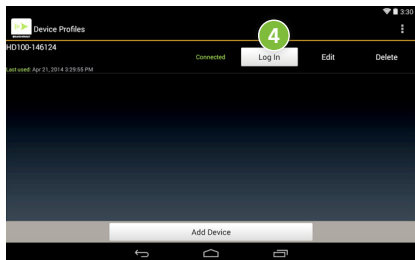 3:30
Device Profiles
HD100-146124
4
Connected
Log In
Edit
Delete
Last used: Apr 21, 2014 3:29:55 PM
Add Device